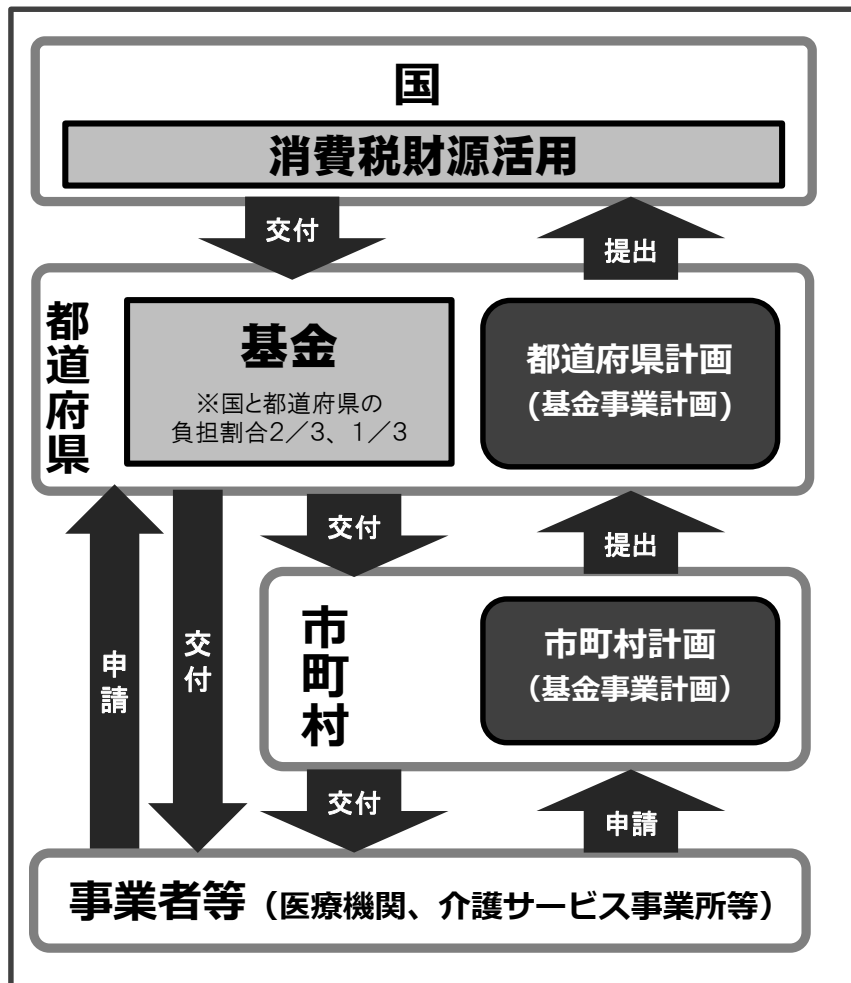 国
消費税財源活用
交付
提出
都道府県
基金
※国と都道府県の
負担割合2／3、1／3
都道府県計画
(基金事業計画)
交付
提出
申請
交付
市町村
市町村計画
（基金事業計画）
交付
申請
事業者等（医療機関、介護サービス事業所等）